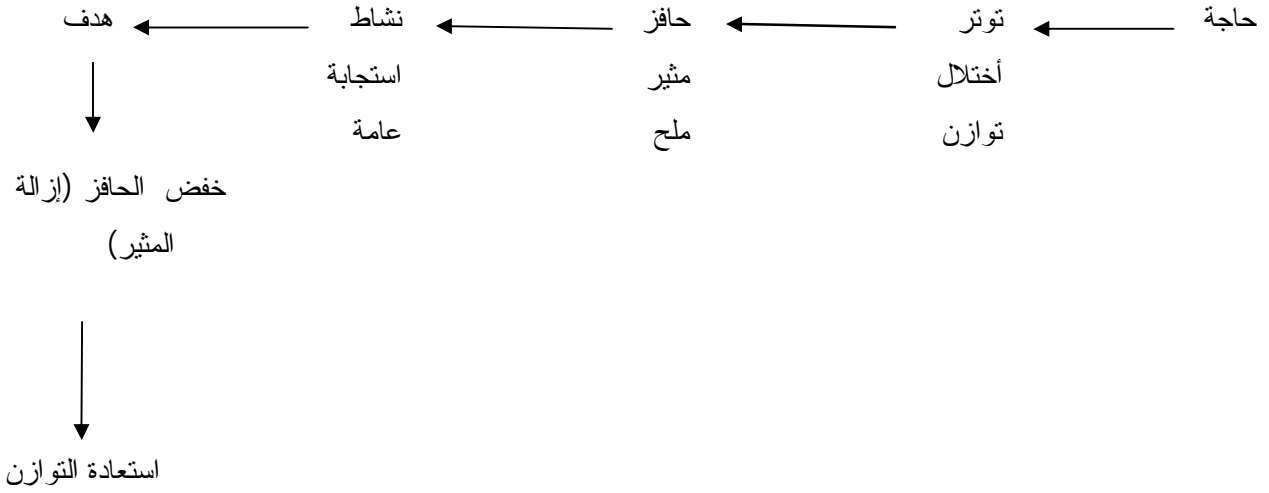 حاجة توتر حافز نشاط هدف
أختلال مثير استجابة
توازن ملح عامة
خفض الحافز (إزالة
المثير)
استعادة التوازن